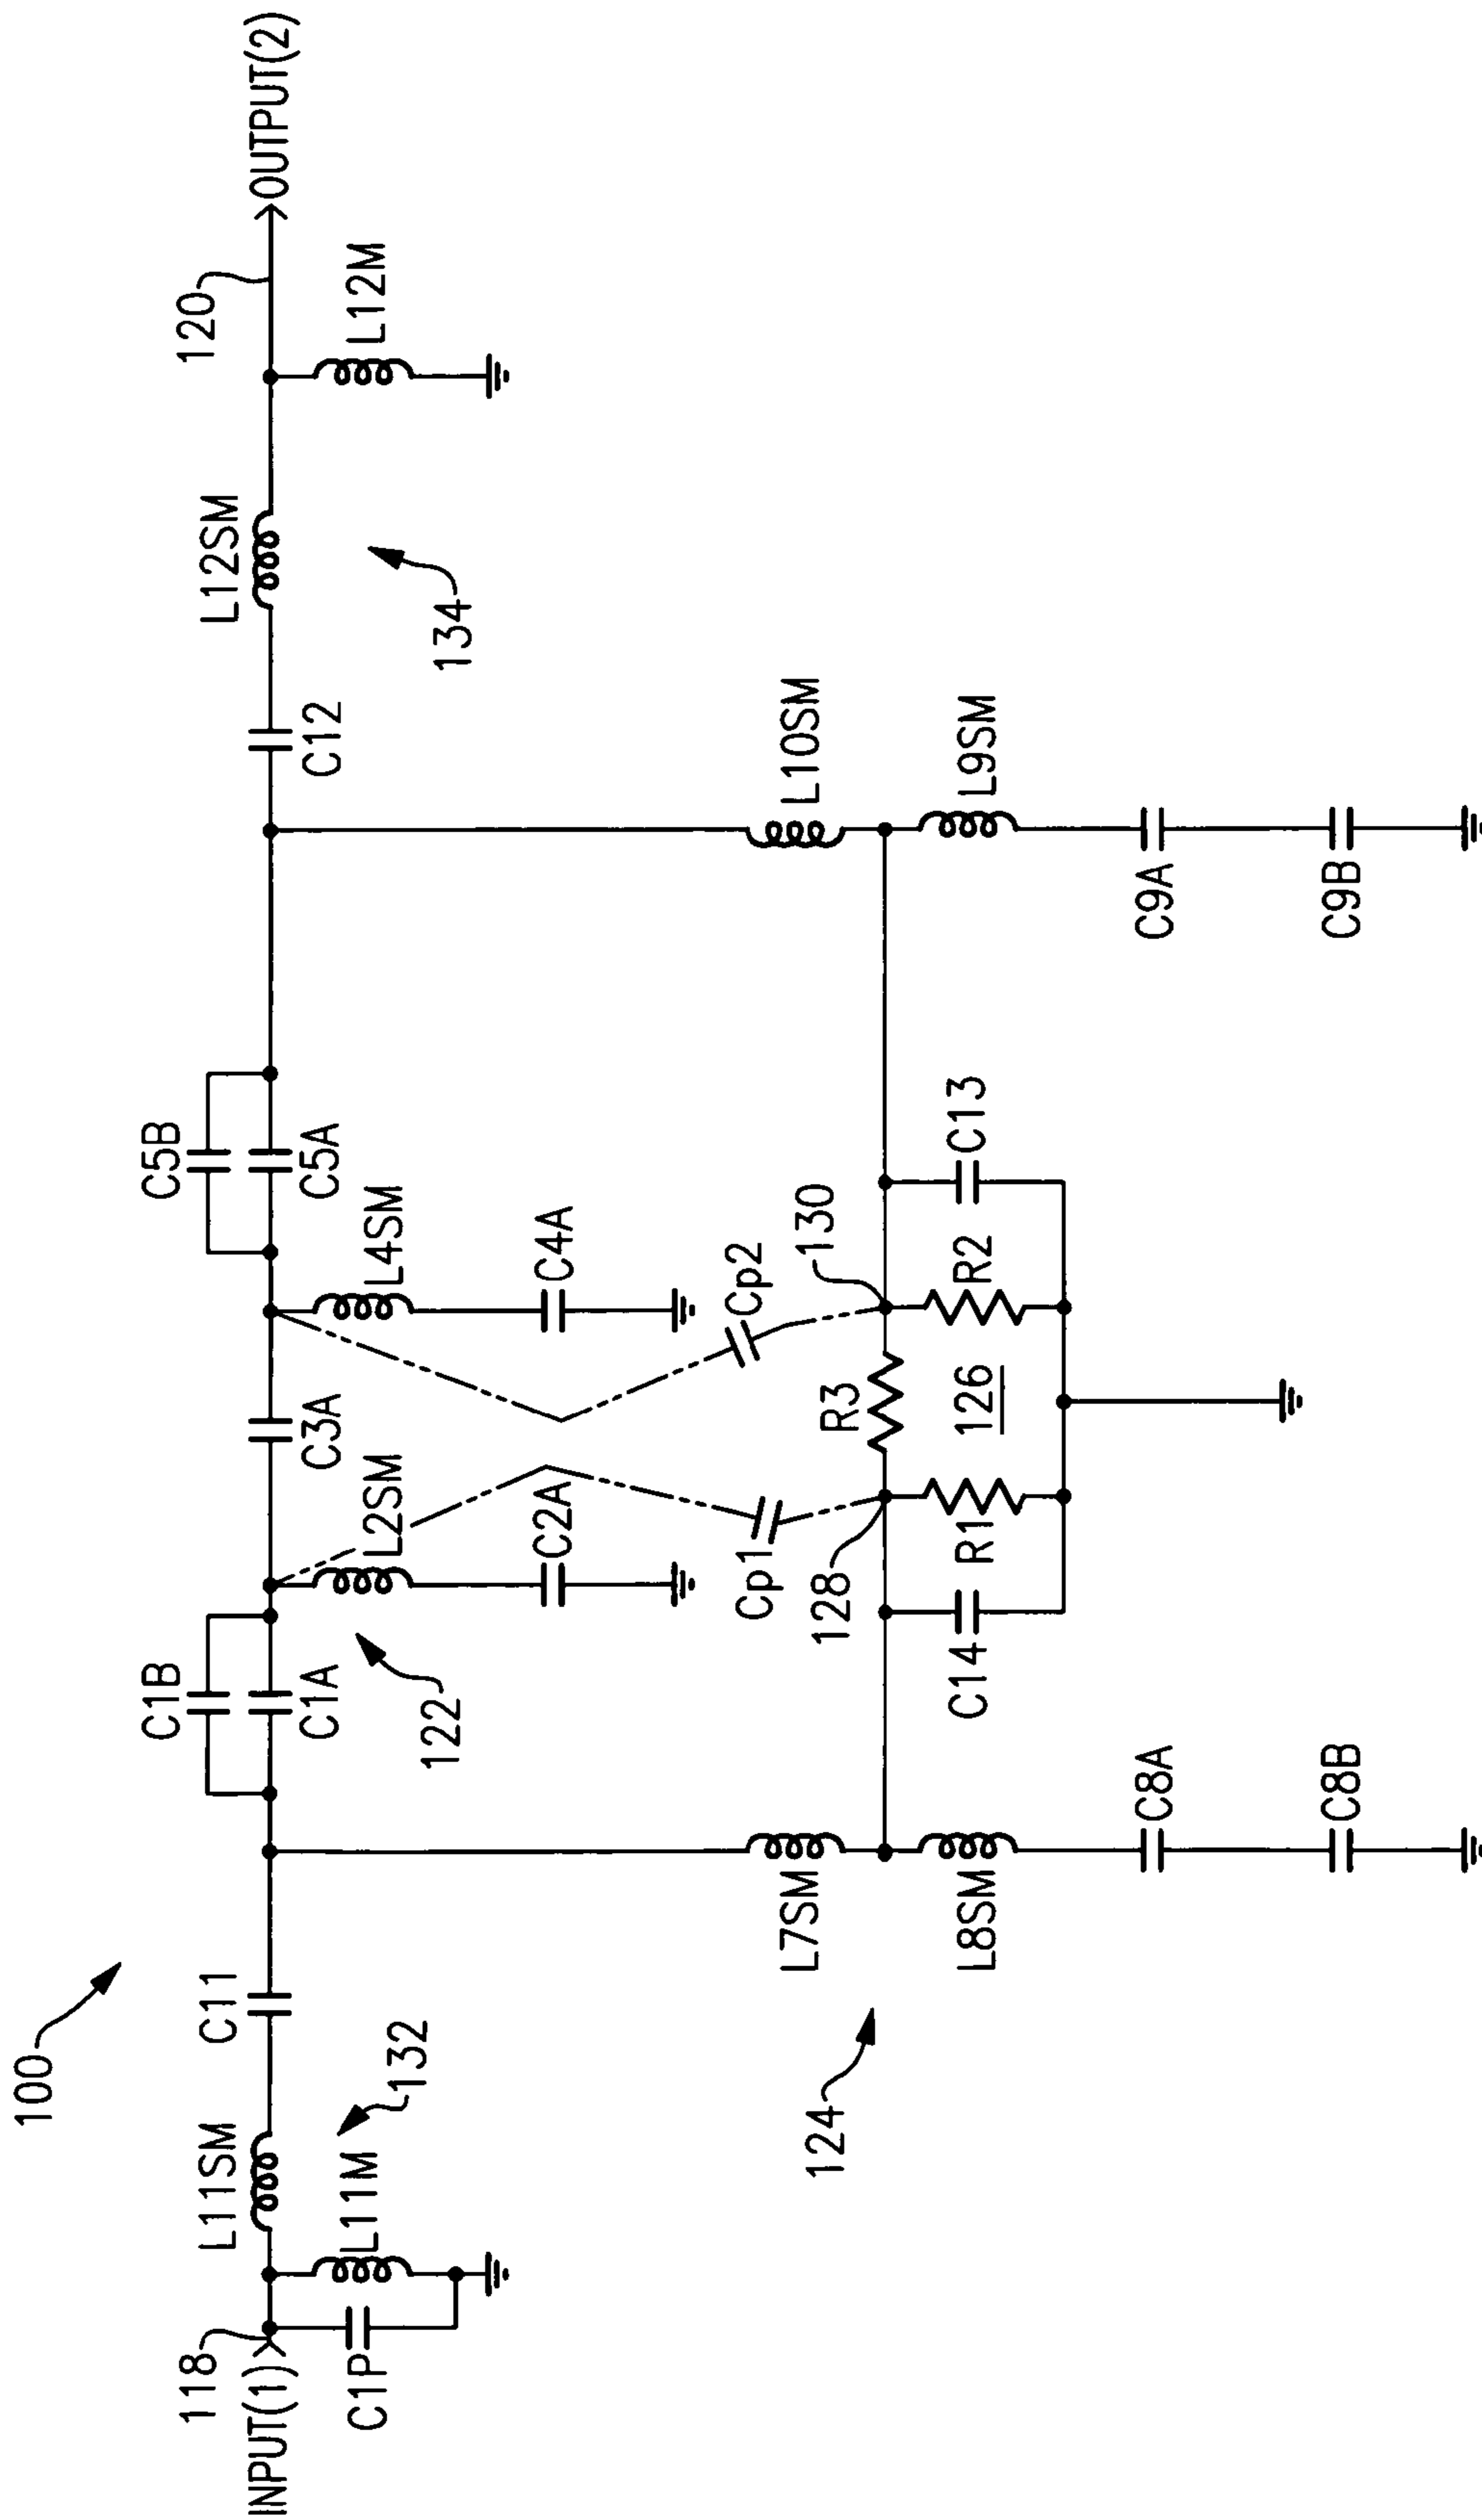 100
INPUT(1)
118
C1P
L11SM
L11M
132
C11
C1B
C1A
122
L2SM
C2A
C3A
L4SM
C4A
C5B
C5A
C12
L12SM
134
L12M
120
OUTPUT(2)
124
L7SM
L8SM
C8A
C8B
Cp1
128
C14
R1
R3
126
Cp2
130
R2
C13
L10SM
L9SM
C9A
C9B